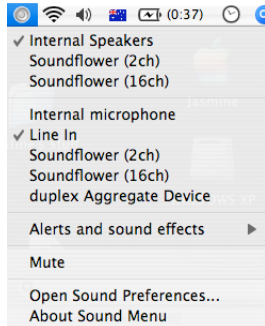 (0:37)
Internal Speakers
Soundflower (2ch)
Soundflower (16ch)
Internal microphone
Line In
Soundflower (2ch)
Soundflower (16ch)
duplex Aggregate Device
Alerts and sound effects
Mute
Open Sound Preferences...
About Sound Menu
Jasmine